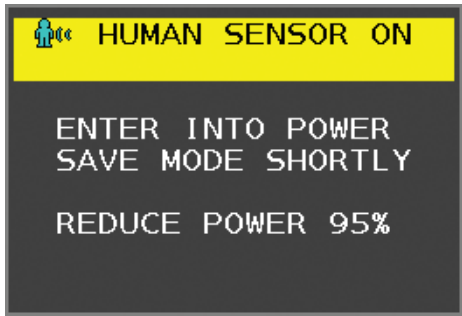 HUMAN SENSOR ON
ENTER INTO POWER
SAVE MODE SHORTLY
REDUCE POWER 95%